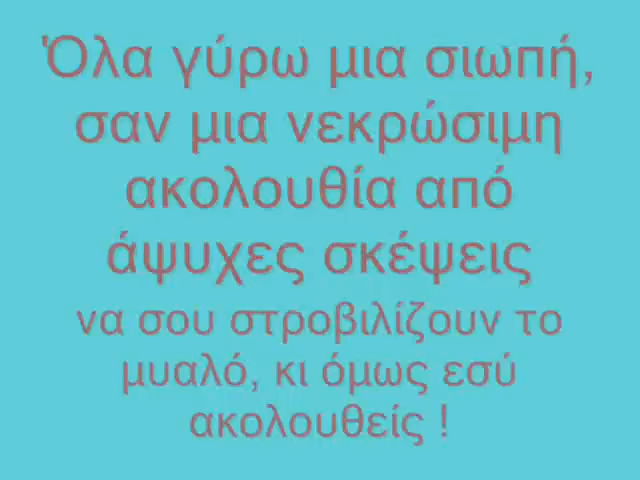 Όλα γύρω μια σιωπή,
σαν μια νεκρώσιμη
ακολουθία από
άψυχες σκέψεις
να σου στροβιλίζουν το
μυαλό, κι όμως εσύ
ακολουθείς !